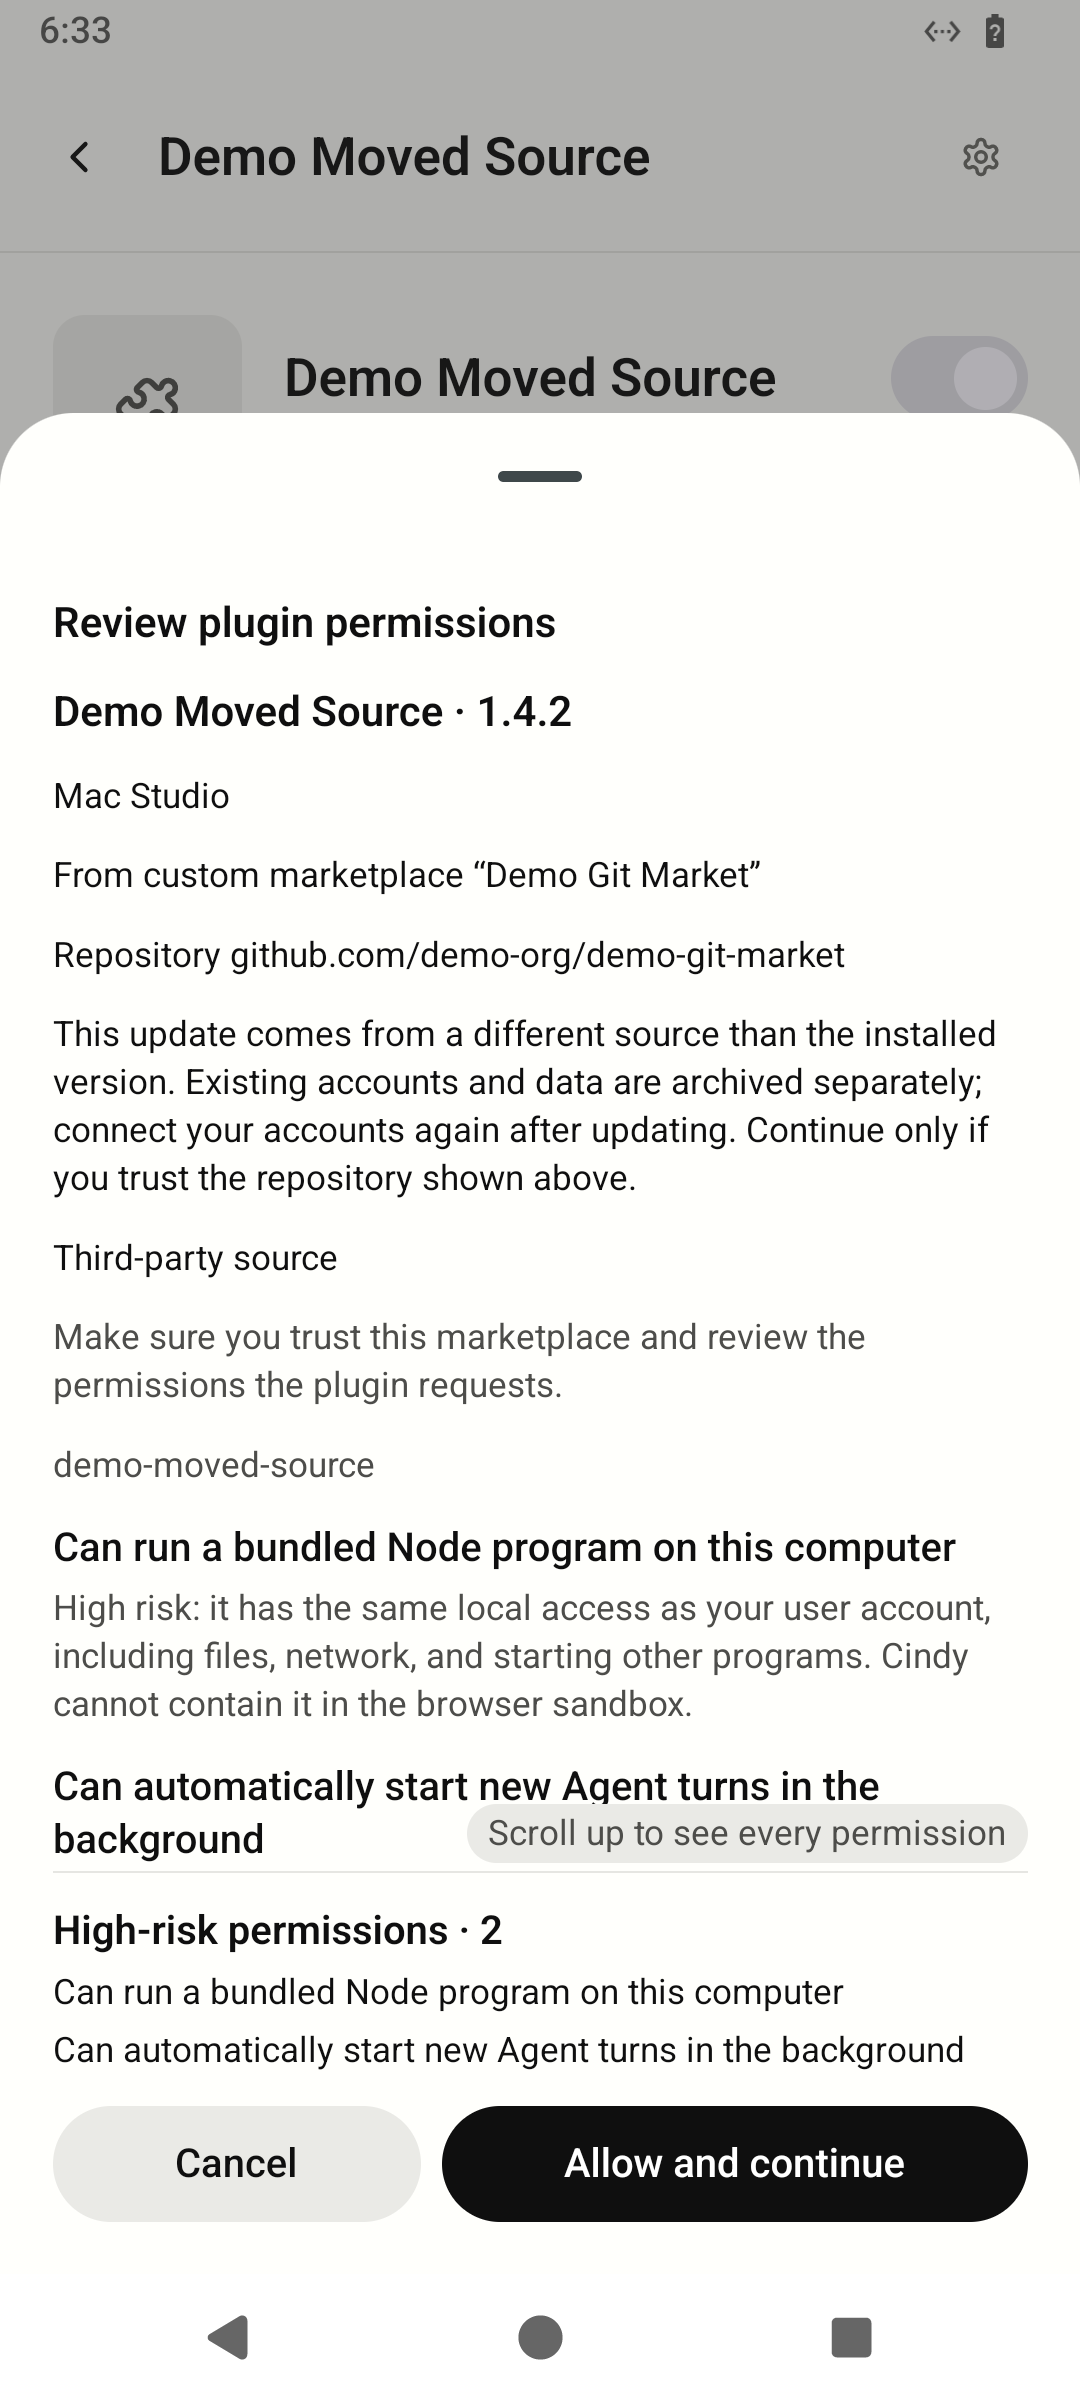 6:33
Demo Moved Source
Demo Moved Source
Review plugin permissions
Demo Moved Source · 1.4.2
Mac Studio
From custom marketplace “Demo Git Market”
Repository github.com/demo-org/demo-git-market
This update comes from a different source than the installed
version. Existing accounts and data are archived separately;
connect your accounts again after updating. Continue only if
you trust the repository shown above.
Third-party source
Make sure you trust this marketplace and review the
permissions the plugin requests.
demo-moved-source
Can run a bundled Node program on this computer
High risk: it has the same local access as your user account,
including files, network, and starting other programs. Cindy
cannot contain it in the browser sandbox.
Can automatically start new Agent turns in the
background
Scroll up to see every permission
High-risk permissions · 2
Can run a bundled Node program on this computer
Can automatically start new Agent turns in the background
Cancel
Allow and continue